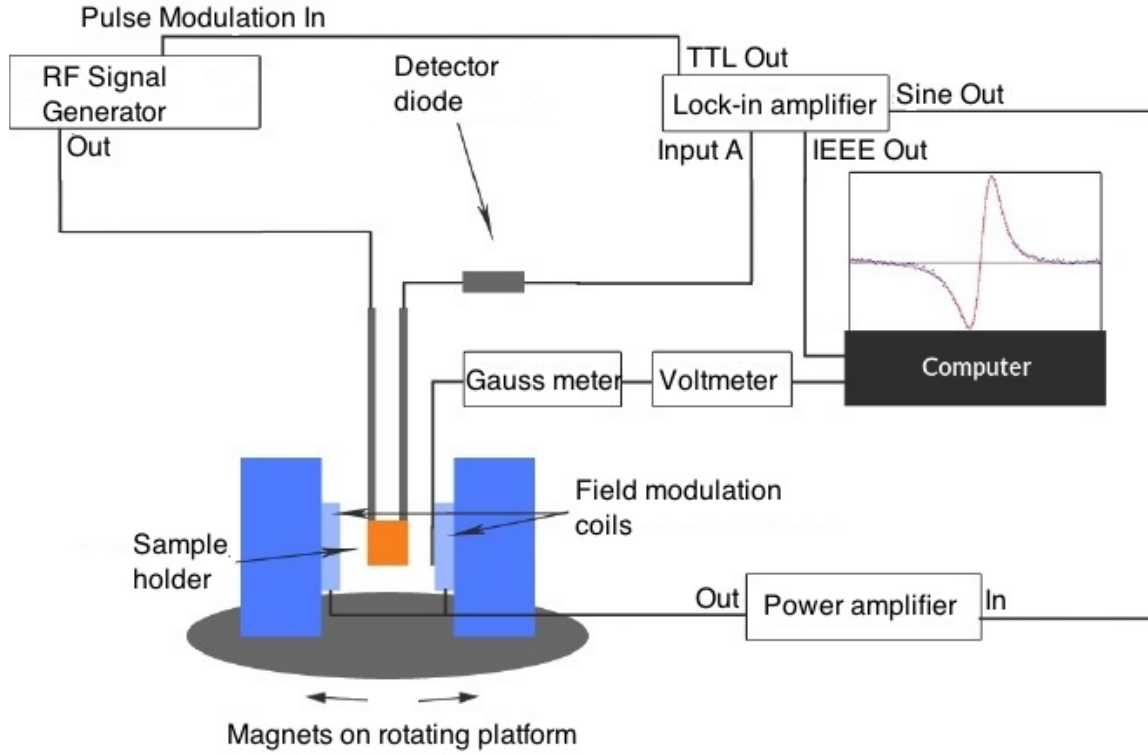 Pulse Modulation In
RF Signal
Generator
Out
Detector
diode
TTL Out
Lock-in amplifier
Sine Out
Input A
IEEE Out
Computer
Gauss meter
Voltmeter
Field modulation
coils
Sample
holder
Out
Power amplifier
In
Magnets on rotating platform